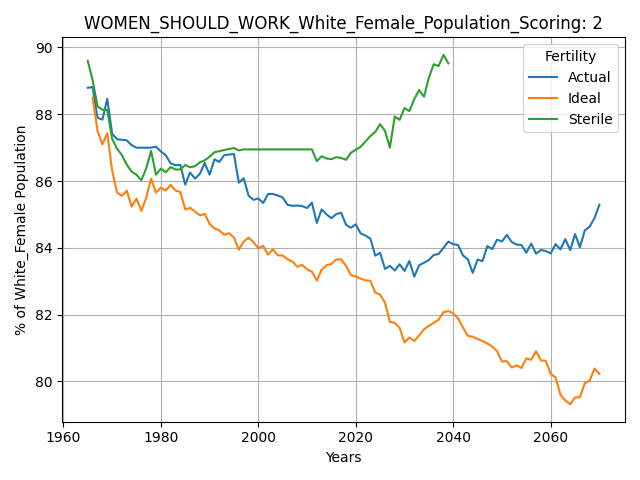 WOMEN_SHOULD_WORK_White_Female_Population_Scoring: 2
% of White_Female Population
90
88
86
84
82
80
Fertility
Actual
Ideal
Sterile
1960 1980 2000 2020 2040 2060
Years